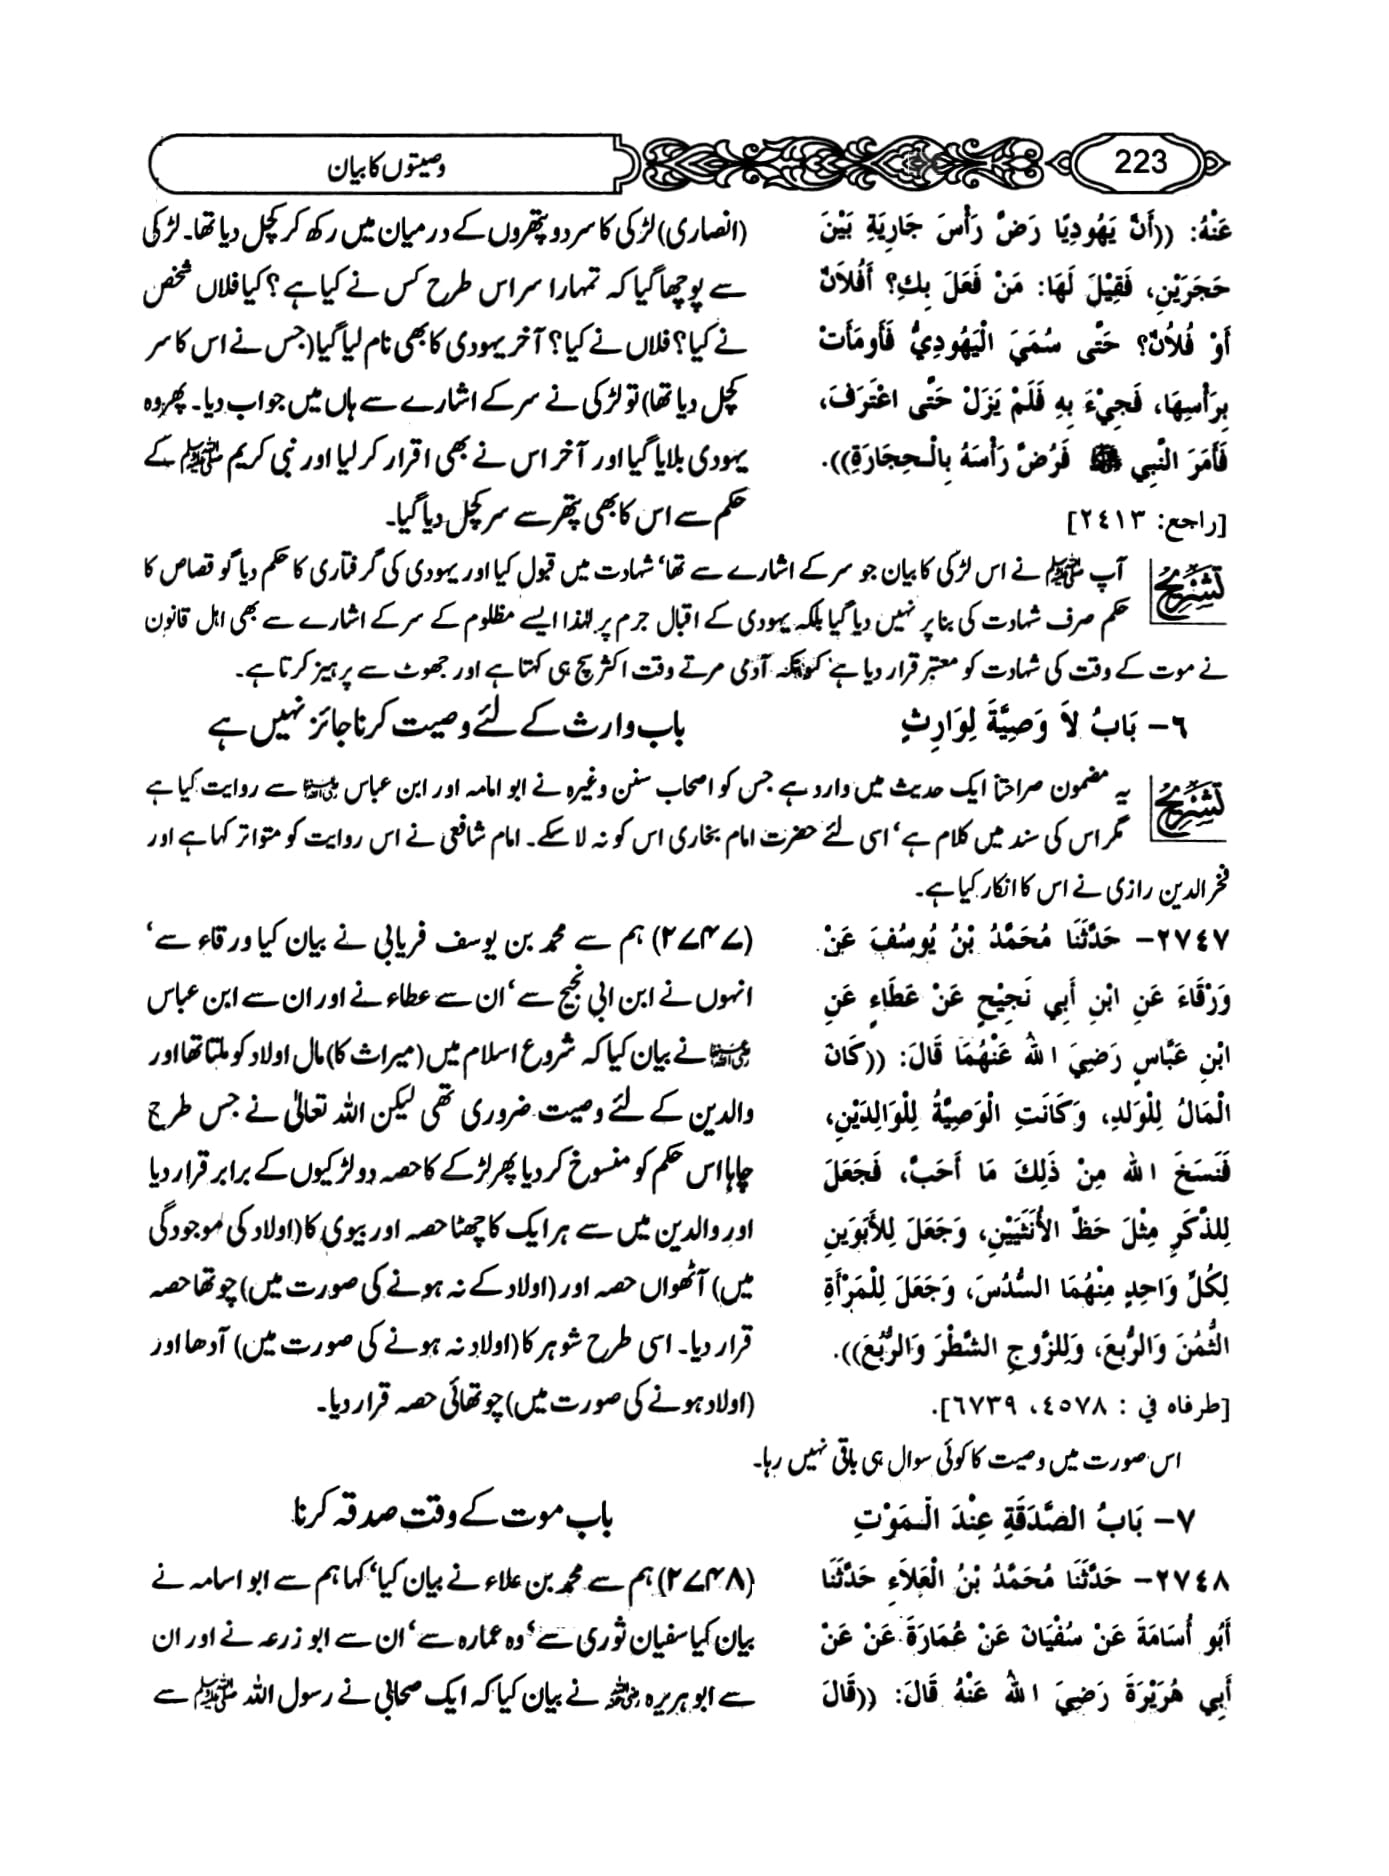 223
وصیتوں کا بیان
عَنْهُ: ((أَنَّ يَهُودِيًّا رَضَّ رَأْسَ جَارِيَةٍ بَيْنَ
حَجَرَيْنِ، فَقِيْلَ لَهَا: مَنْ فَعَلَ بِكِ؟ أَفُلاَنٌ
أَوْ فُلاَنٌ؟ حَتَّى سُمِّيَ الْيَهُودِيُّ فَأَومَأَتْ
بِرَأْسِهَا، فَجِيْءَ بِهِ فَلَمْ يَزَلْ حَتَّى اعْتَرَفَ،
فَأَمَرَ النَّبِي ﷺ فَرُضَّ رَأْسَهُ بِالْحِجَارَةِ)).
[راجع: ٢٤١٣]
(انصاری) لڑکی کا سر دو پتھروں کے درمیان میں رکھ کر کچل دیا تھا۔ لڑکی
سے پوچھا گیا کہ تمہارا سر اس طرح کس نے کیا ہے؟ کیا فلاں شخص
نے کیا؟ فلاں نے کیا؟ آخر یہودی کا بھی نام لیا گیا (جس نے اس کا سر
کچل دیا تھا) تو لڑکی نے سر کے اشارے سے ہاں میں جواب دیا۔ پھر وہ
یہودی بلایا گیا اور آخر اس نے بھی اقرار کر لیا اور نبی کریم ﷺ کے
حکم سے اس کا بھی پتھر سے سر کچل دیا گیا۔
تشریح آپ ﷺ نے اس لڑکی کا بیان جو سر کے اشارے سے تھا‘ شہادت میں قبول کیا اور یہودی کی گرفتاری کا حکم دیا گو قصاص کا
حکم صرف شہادت کی بنا پر نہیں دیا گیا بلکہ یہودی کے اقبال جرم پر لہٰذا ایسے مظلوم کے سر کے اشارے سے بھی اہل قانون
نے موت کے وقت کی شہادت کو معتبر قرار دیا ہے کیونکہ آدمی مرتے وقت اکثر سچ ہی کہتا ہے اور جھوٹ سے پرہیز کرتا ہے۔
٦- بَابُ لاَ وَصِيَّةَ لِوَارِثٍ
باب وارث کے لئے وصیت کرنا جائز نہیں ہے
تشریح یہ مضمون صراحتاً ایک حدیث میں وارد ہے جس کو اصحاب سنن وغیرہ نے ابو امامہ اور ابن عباس رضی اللہ عنہما سے روایت کیا ہے
مگر اس کی سند میں کلام ہے‘ اسی لئے حضرت امام بخاری اس کو نہ لا سکے۔ امام شافعی نے اس روایت کو متواتر کہا ہے اور
فخر الدین رازی نے اس کا انکار کیا ہے۔
٢٧٤٧- حَدَّثَنَا مُحَمَّدُ بْنُ يُوسُفَ عَنْ
وَرْقَاءَ عَنِ ابْنِ أَبِي نَجِيْحٍ عَنْ عَطَاءٍ عَنِ
ابْنِ عَبَّاسٍ رَضِيَ اللهُ عَنْهُمَا قَالَ: ((كَانَ
الْمَالُ لِلْوَلَدِ، وَكَانَتِ الْوَصِيَّةُ لِلْوَالِدَيْنِ،
فَنَسَخَ اللهُ مِنْ ذَلِكَ مَا أَحَبَّ، فَجَعَلَ
لِلذَّكَرِ مِثْلَ حَظِّ الأُنْثَيَيْنِ، وَجَعَلَ لِلأَبَوَينِ
لِكُلِّ وَاحِدٍ مِنْهُمَا السُّدُسَ، وَجَعَلَ لِلْمَرْأَةِ
الثُّمُنَ وَالرُّبعَ، وَلِلزَّوجِ الشَّطْرَ وَالرُّبُعَ)).
[طرفاه في : ٤٥٧٨، ٦٧٣٩].
(۲۷۴۷) ہم سے محمد بن یوسف فریابی نے بیان کیا ورقاء سے‘
انہوں نے ابن ابی نجیح سے‘ ان سے عطاء نے اور ان سے ابن عباس
رضی اللہ عنہما نے بیان کیا کہ شروع اسلام میں (میراث کا) مال اولاد کو ملتا تھا اور
والدین کے لئے وصیت ضروری تھی لیکن اللہ تعالیٰ نے جس طرح
چاہا اس حکم کو منسوخ کر دیا پھر لڑکے کا حصہ دو لڑکیوں کے برابر قرار دیا
اور والدین میں سے ہر ایک کا چھٹا حصہ اور بیوی کا (اولاد کی موجودگی
میں) آٹھواں حصہ اور (اولاد کے نہ ہونے کی صورت میں) چوتھا حصہ
قرار دیا۔ اسی طرح شوہر کا (اولاد نہ ہونے کی صورت میں) آدھا اور
(اولاد ہونے کی صورت میں) چوتھائی حصہ قرار دیا۔
اس صورت میں وصیت کا کوئی سوال ہی باقی نہیں رہا۔
٧- بَابُ الصَّدَقَةِ عِنْدَ الْمَوْتِ
باب موت کے وقت صدقہ کرنا
٢٧٤٨- حَدَّثَنَا مُحَمَّدُ بْنُ الْعَلاَءِ حَدَّثَنَا
أَبُو أُسَامَةَ عَنْ سُفْيَانَ عَنْ عُمَارَةَ عَنْ عَنْ
أَبِي هُرَيْرَةَ رَضِيَ اللهُ عَنْهُ قَالَ: ((قَالَ
(۲۷۴۸) ہم سے محمد بن علاء نے بیان کیا‘ کہا ہم سے ابو اسامہ نے
بیان کیا سفیان ثوری سے‘ وہ عمارہ سے‘ ان سے ابو زرعہ نے اور ان
سے ابو ہریرہ رضی اللہ عنہ نے بیان کیا کہ ایک صحابی نے رسول اللہ ﷺ سے